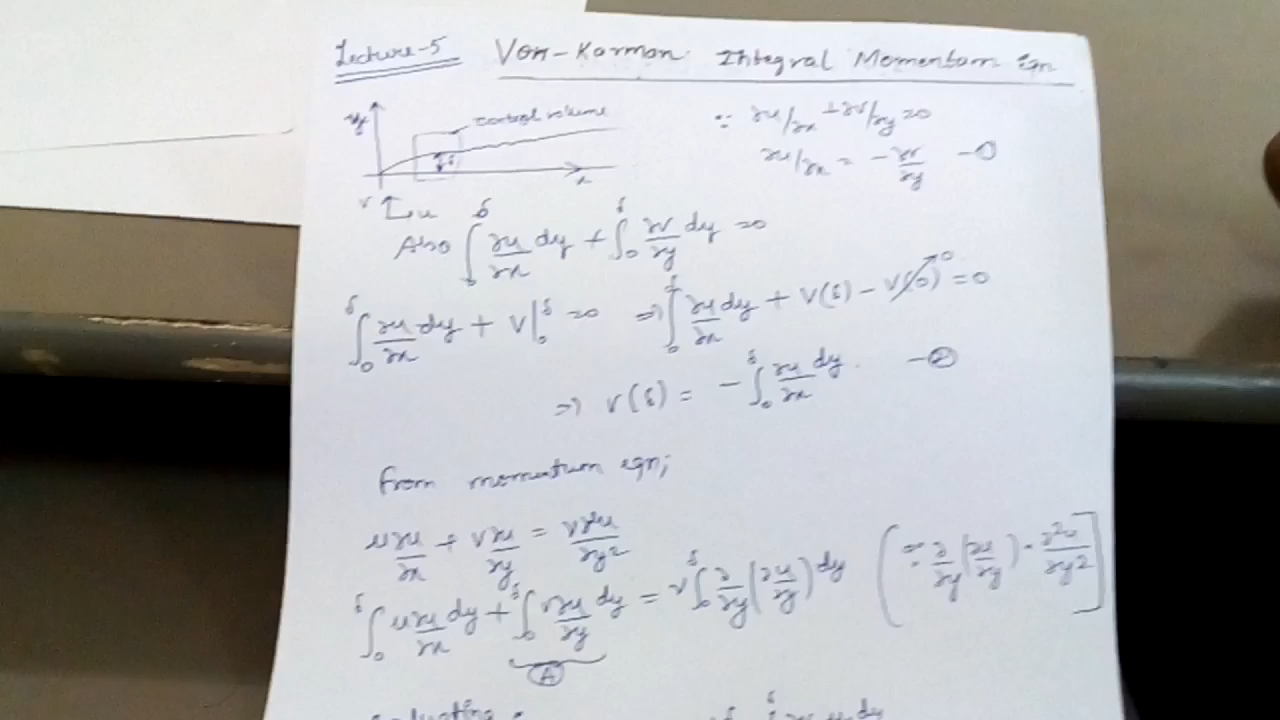 Lecture-5 Von-Karman Integral Momentum Eqn
y control volume ∵ ∂u/∂x + ∂v/∂y = 0
δ
x
∂u/∂x = -∂v/∂y —①
v u
Also ∫₀^δ ∂u/∂x dy + ∫₀^δ ∂v/∂y dy = 0
∫₀^δ ∂u/∂x dy + v|₀^δ = 0 ⇒ ∫₀^δ ∂u/∂x dy + v(δ) - v(0)↗0 = 0
⇒ v(δ) = -∫₀^δ ∂u/∂x dy. —②
From momentum eqn;
u ∂u/∂x + v ∂u/∂y = ν ∂²u/∂y²
∫₀^δ u ∂u/∂x dy + ∫₀^δ v ∂u/∂y dy = ν ∫₀^δ ∂/∂y (∂u/∂y) dy [∵ ∂/∂y (∂u/∂y) = ∂²u/∂y²]
Ⓐ